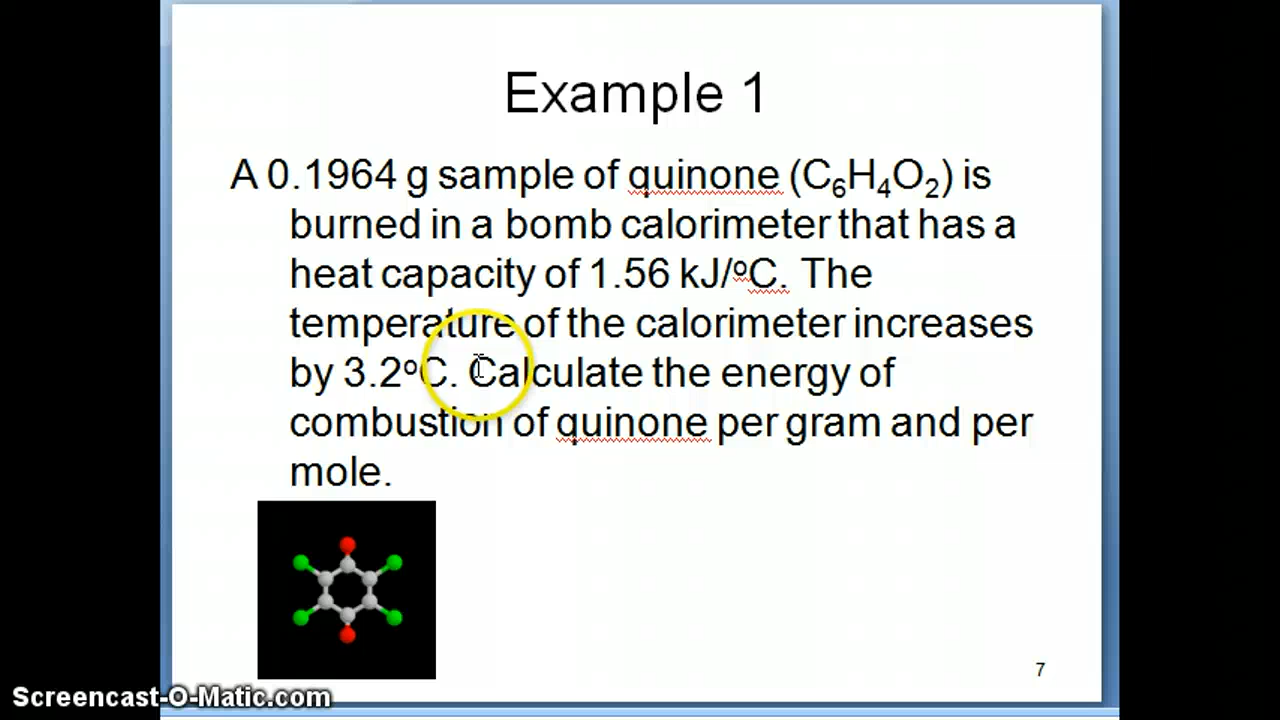 Example 1
A 0.1964 g sample of quinone (C₆H₄O₂) is
burned in a bomb calorimeter that has a
heat capacity of 1.56 kJ/ºC. The
temperature of the calorimeter increases
by 3.2ºC. Calculate the energy of
combustion of quinone per gram and per
mole.
7
Screencast-O-Matic.com